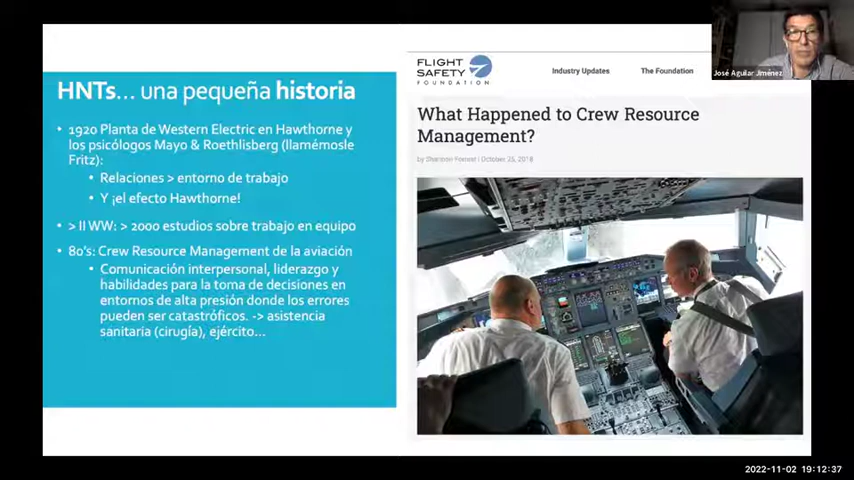 HNTs... una pequeña historia
• 1920 Planta de Western Electric en Hawthorne y
los psicólogos Mayo & Roethlisberg (llamémosle
Fritz):
• Relaciones > entorno de trabajo
• Y ¡el efecto Hawthorne!
• > II WW: > 2000 estudios sobre trabajo en equipo
• 80's: Crew Resource Management de la aviación
• Comunicación interpersonal, liderazgo y
habilidades para la toma de decisiones en
entornos de alta presión donde los errores
pueden ser catastróficos. -> asistencia
sanitaria (cirugía), ejército...
FLIGHT
SAFETY
FOUNDATION
Industry Updates
The Foundation
What Happened to Crew Resource
Management?
by Shannon Forrest | October 25, 2018
José Aguilar Jiménez
2022-11-02 19:12:37